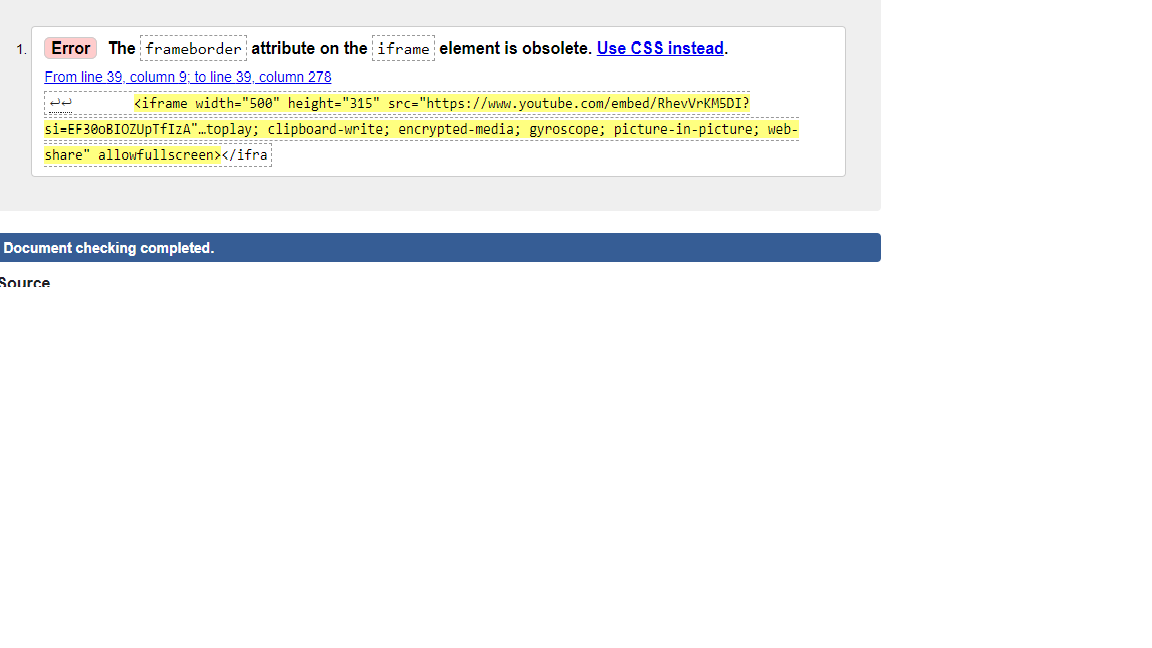 1. Error The frameborder attribute on the iframe element is obsolete. Use CSS instead.
From line 39, column 9; to line 39, column 278
↩↩ <iframe width="500" height="315" src="https://www.youtube.com/embed/RhevVrKM5DI?
si=EF30oBIOZUpTfIzA"…toplay; clipboard-write; encrypted-media; gyroscope; picture-in-picture; web-
share" allowfullscreen></ifra
Document checking completed.
Source